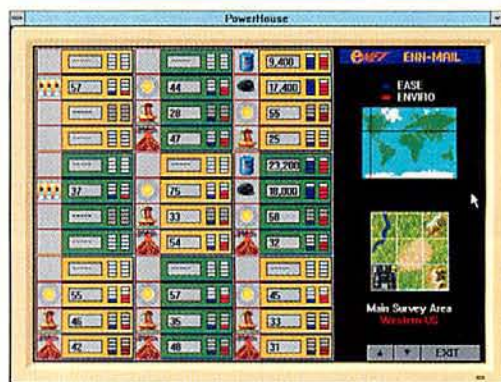 PowerHouse
----- ----- 9,400
57 44 17,400
----- 28 55
----- 47 25
----- ----- 23,200
37 75 18,000
----- 33 58
----- 54 32
----- ----- -----
55 57 45
46 35 33
42 48 31
ENN-MAIL
EASE
ENVIRO
Main Survey Area
Western-US
EXIT